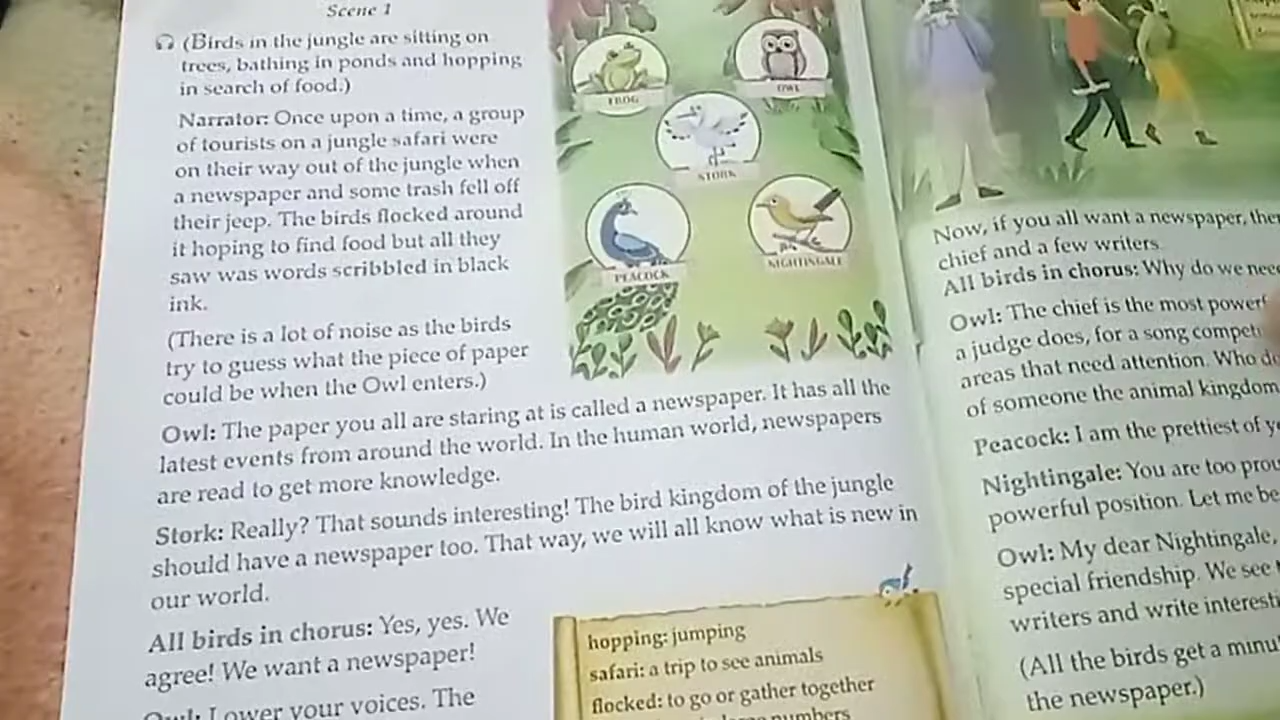 Scene 1
(Birds in the jungle are sitting on
trees, bathing in ponds and hopping
in search of food.)
Narrator: Once upon a time, a group
of tourists on a jungle safari were
on their way out of the jungle when
a newspaper and some trash fell off
their jeep. The birds flocked around
it hoping to find food but all they
saw was words scribbled in black
ink.
(There is a lot of noise as the birds
try to guess what the piece of paper
could be when the Owl enters.)
FROG
OWL
STORK
PEACOCK
NIGHTINGALE
Owl: The paper you all are staring at is called a newspaper. It has all the
latest events from around the world. In the human world, newspapers
are read to get more knowledge.
Stork: Really? That sounds interesting! The bird kingdom of the jungle
should have a newspaper too. That way, we will all know what is new in
our world.
All birds in chorus: Yes, yes. We
agree! We want a newspaper!
Owl: Lower your voices. The
hopping: jumping
safari: a trip to see animals
flocked: to go or gather together
numbers
Now, if you all want a newspaper,
chief and a few writers.
All birds in chorus: Why do we
Owl: The chief is the most
a judge does, for a song
areas that need attention. Who
of someone the animal kingdom
Peacock: I am the prettiest of
Nightingale: You are too
powerful position. Let me
Owl: My dear Nightingale,
special friendship. We see
writers and write
(All the birds get a
the newspaper.)